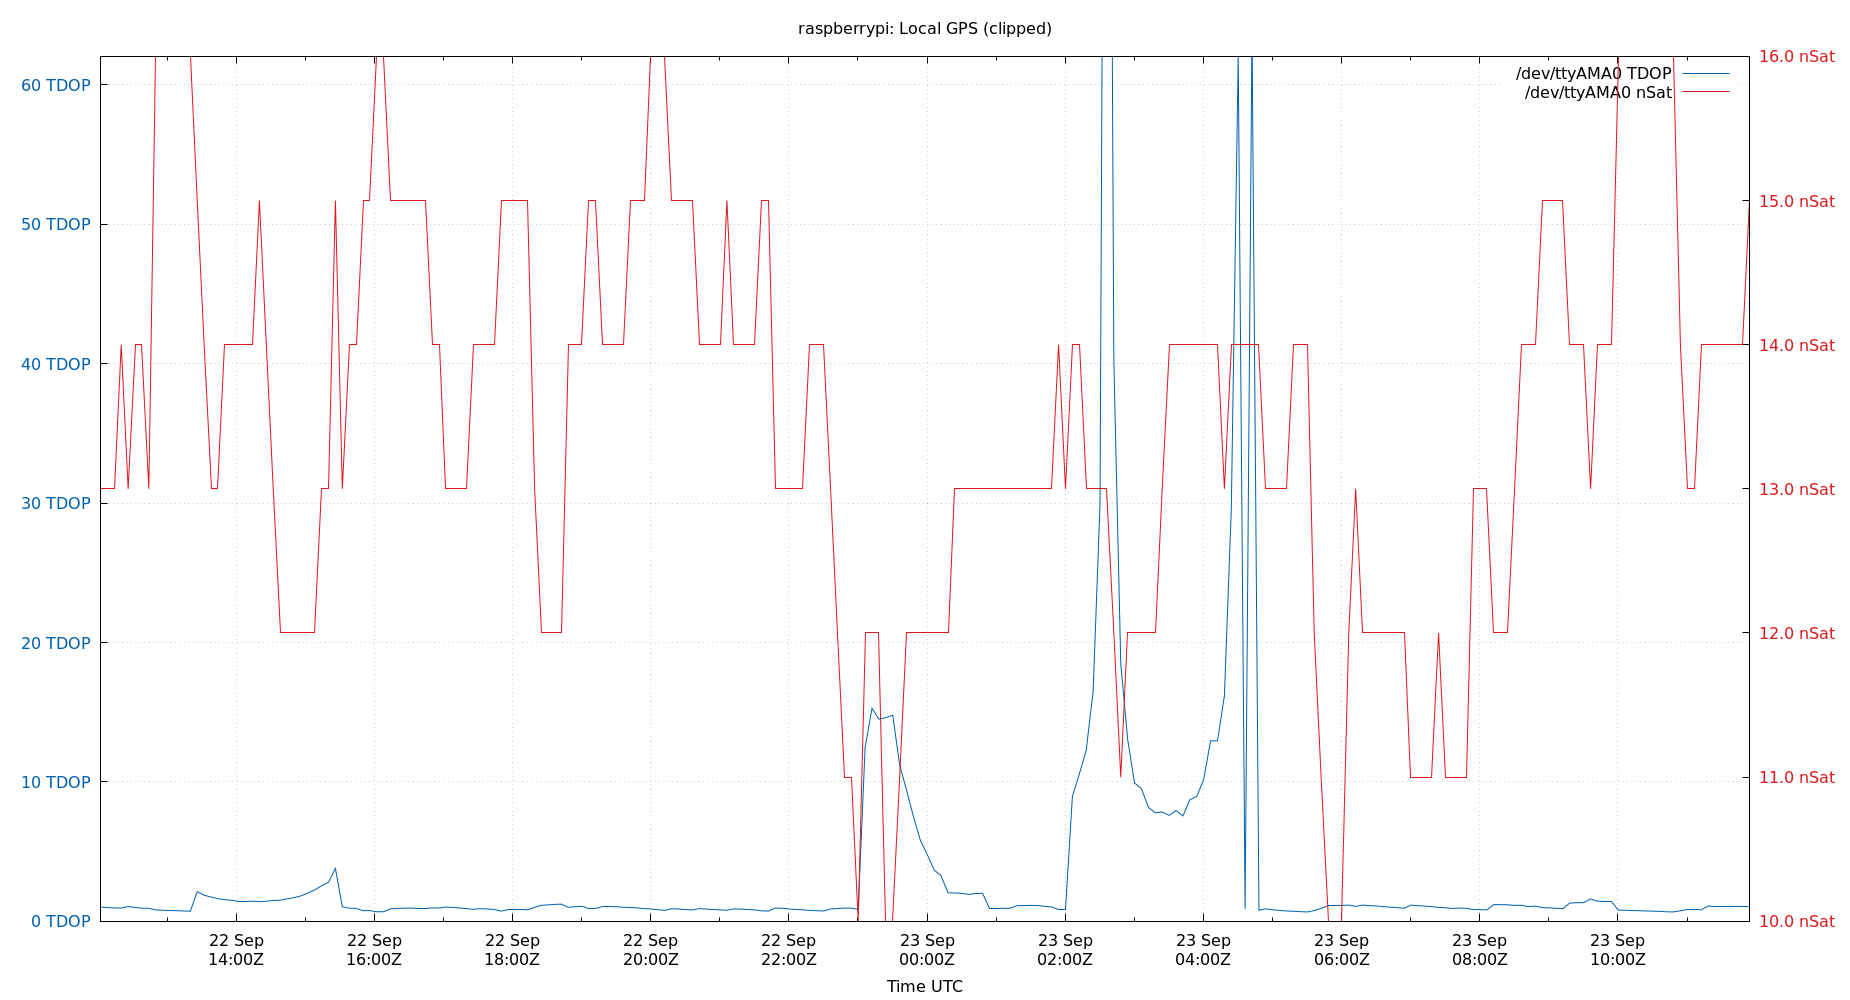 raspberrypi: Local GPS (clipped)
60 TDOP
50 TDOP
40 TDOP
30 TDOP
20 TDOP
10 TDOP
0 TDOP
16.0 nSat
15.0 nSat
14.0 nSat
13.0 nSat
12.0 nSat
11.0 nSat
10.0 nSat
/dev/ttyAMA0 TDOP
/dev/ttyAMA0 nSat
22 Sep
14:00Z
22 Sep
16:00Z
22 Sep
18:00Z
22 Sep
20:00Z
22 Sep
22:00Z
23 Sep
00:00Z
23 Sep
02:00Z
23 Sep
04:00Z
23 Sep
06:00Z
23 Sep
08:00Z
23 Sep
10:00Z
Time UTC